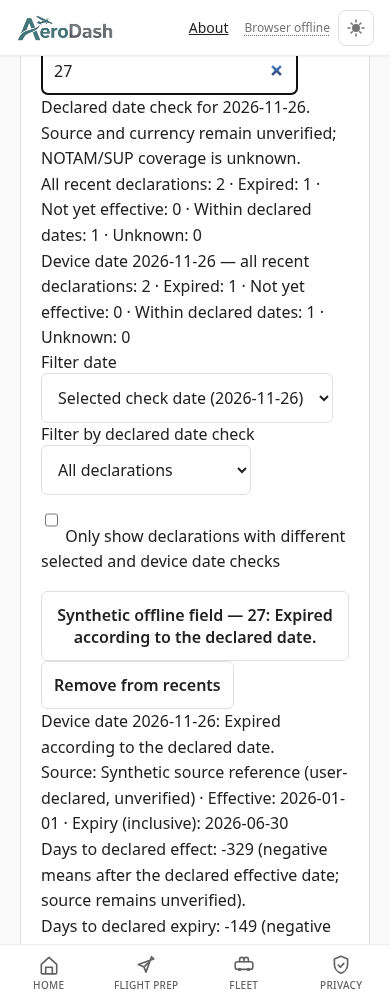 AeroDash
About
Browser offline
27
Declared date check for 2026-11-26.
Source and currency remain unverified;
NOTAM/SUP coverage is unknown.
All recent declarations: 2 · Expired: 1 ·
Not yet effective: 0 · Within declared
dates: 1 · Unknown: 0
Device date 2026-11-26 — all recent
declarations: 2 · Expired: 1 · Not yet
effective: 0 · Within declared dates: 1 ·
Unknown: 0
Filter date
Selected check date (2026-11-26)
Filter by declared date check
All declarations
Only show declarations with different
selected and device date checks
Synthetic offline field — 27: Expired
according to the declared date.
Remove from recents
Device date 2026-11-26: Expired
according to the declared date.
Source: Synthetic source reference (user-
declared, unverified) · Effective: 2026-01-
01 · Expiry (inclusive): 2026-06-30
Days to declared effect: -329 (negative
means after the declared effective date;
source remains unverified).
Days to declared expiry: -149 (negative
HOME
FLIGHT PREP
FLEET
PRIVACY